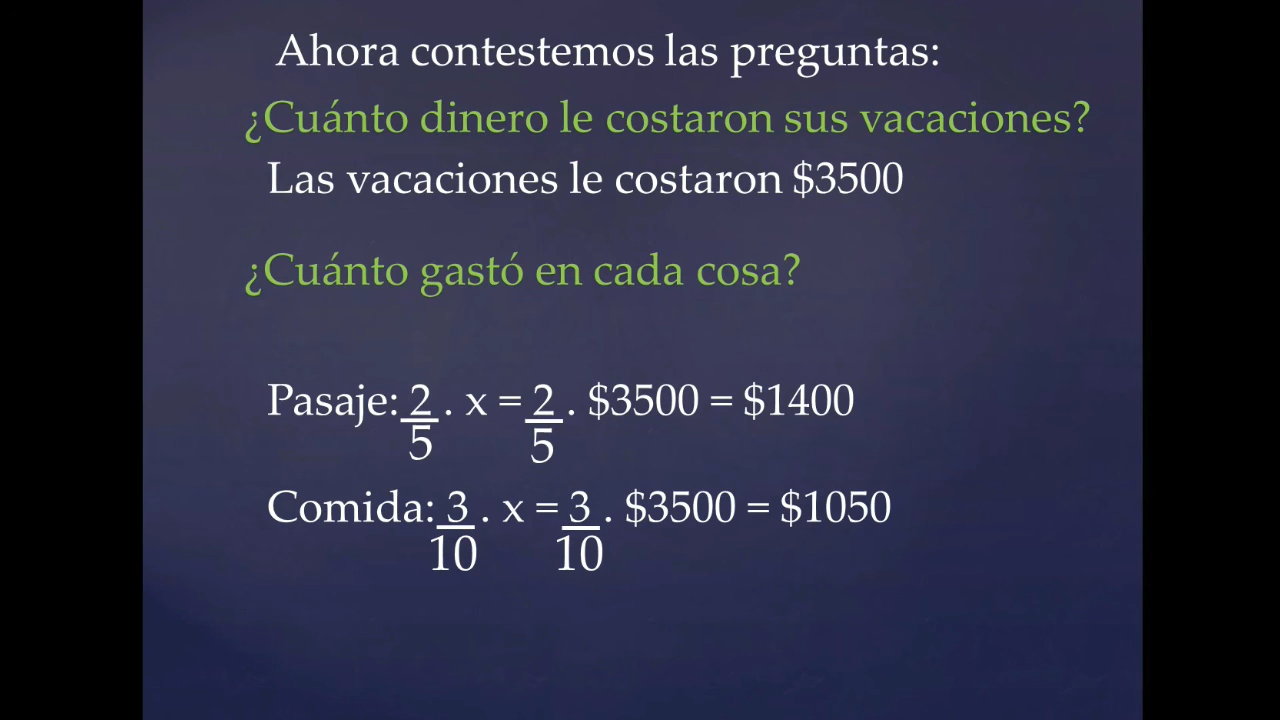 Ahora contestemos las preguntas:
¿Cuánto dinero le costaron sus vacaciones?
Las vacaciones le costaron $3500
¿Cuánto gastó en cada cosa?
Pasaje: 2 . x = 2 . $3500 = $1400
5 5
Comida: 3 . x = 3 . $3500 = $1050
10 10